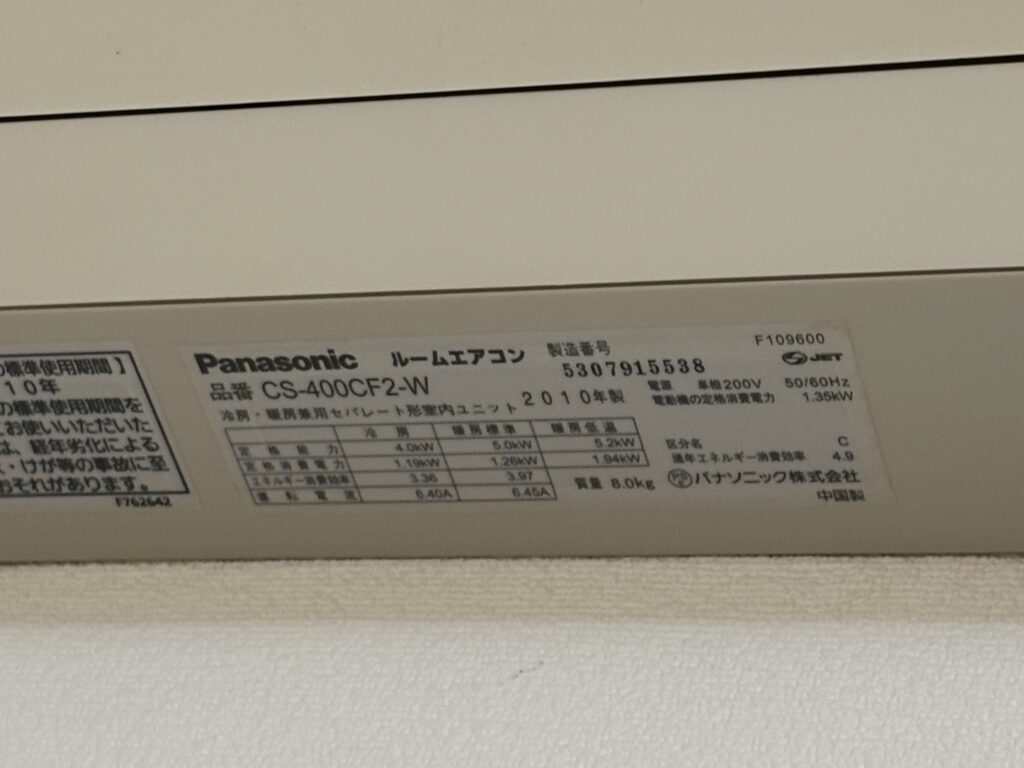 の標準使用期間】
10年
の標準使用期間を
お使いいただいた
は、経年劣化による
・けが等の事故に至
おそれがあります。
F762642
F109600
Panasonic ルームエアコン 製造番号
5307915538
JET
品番 CS-400CF2-W 2010年製
電源 単相200V 50/60Hz
電動機の定格消費電力 1.35kW
冷房・暖房兼用セパレート形室内ユニット
冷房 暖房標準 暖房低温
定格能力 4.0kW 5.0kW 5.2kW
定格消費電力 1.19kW 1.26kW 1.94kW
エネルギー消費効率 3.36 3.97
運転電流 6.40A 6.45A
区分名 C
通年エネルギー消費効率 4.9
質量 8.0kg
パナソニック株式会社
中国製